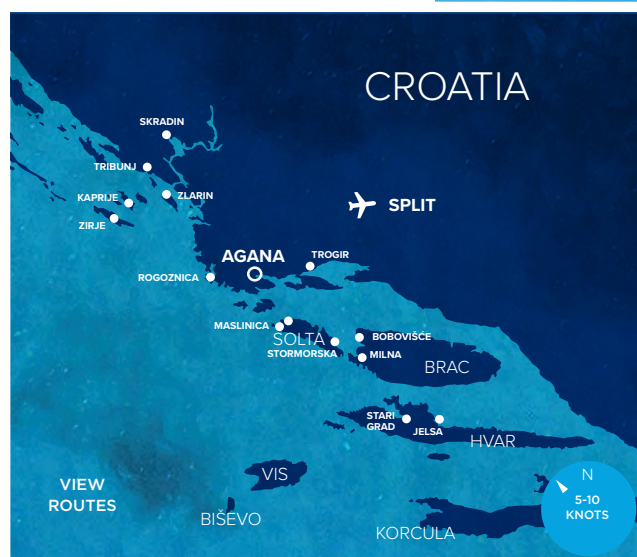 CROATIA
SKRADIN
TRIBUNJ
KAPRIJE
ZLARIN
SPLIT
ZIRJE
AGANA
TROGIR
ROGOZNICA
MASLINICA
SOLTA
BOBOVIŠĆE
STORMORSKA
MILNA
BRAC
STARI
GRAD
JELSA
HVAR
VIS
VIEW
ROUTES
BIŠEVO
KORCULA
N
5-10
KNOTS